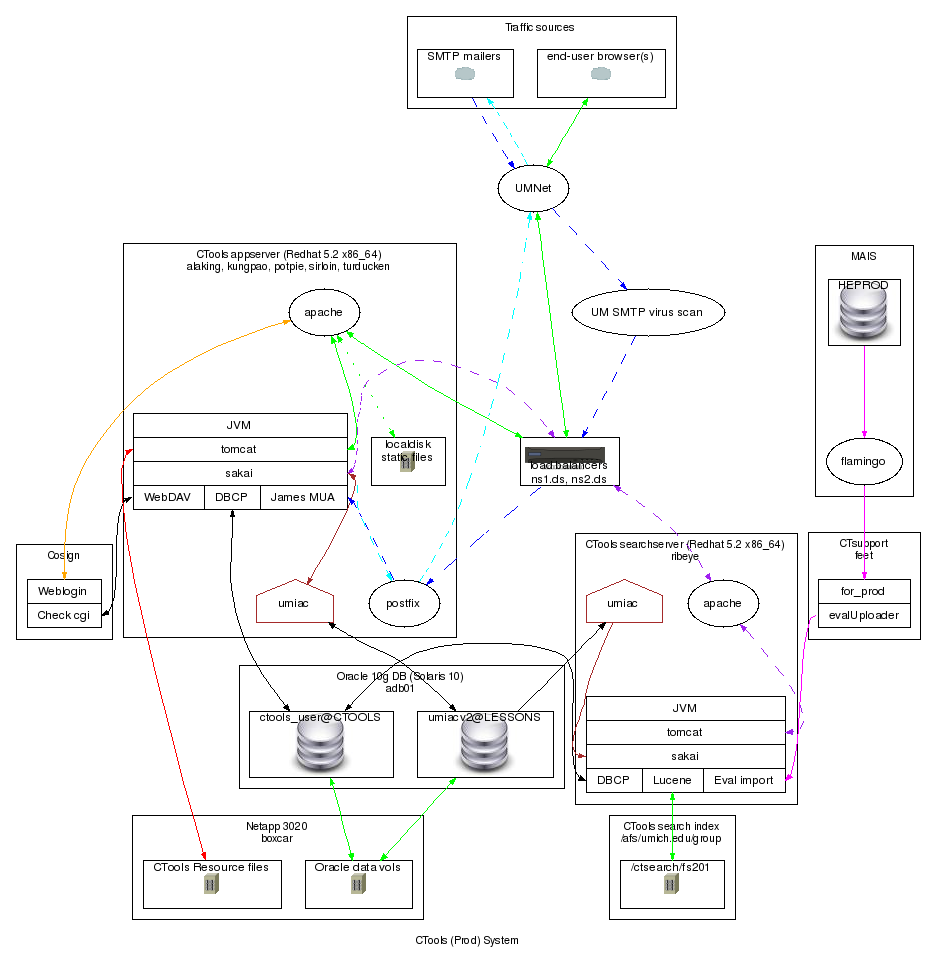 Traffic sources
SMTP mailers
end-user browser(s)
UMNet
CTools appserver (Redhat 5.2 x86_64)
alaking, kungpao, potpie, sirloin, turducken
MAIS
HEPROD
apache
UM SMTP virus scan
JVM
tomcat
sakai
WebDAV
DBCP
James MUA
localdisk
static files
load balancers
ns1.ds, ns2.ds
flamingo
Cosign
Weblogin
Check cgi
umiac
postfix
CTools searchserver (Redhat 5.2 x86_64)
ribeye
umiac
apache
CTsupport
feet
for_prod
evalUploader
Oracle 10g DB (Solaris 10)
adb01
ctools_user@CTOOLS
umiacv2@LESSONS
JVM
tomcat
sakai
DBCP
Lucene
Eval import
Netapp 3020
boxcar
CTools Resource files
Oracle data vols
CTools search index
/afs/umich.edu/group
/ctsearch/fs201
CTools (Prod) System